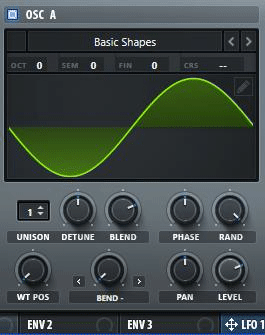 OSC A
Basic Shapes
OCT 0 SEM 0 FIN 0 CRS --
1
UNISON DETUNE BLEND PHASE RAND
WT POS BEND - PAN LEVEL
ENV 2 ENV 3 LFO 1